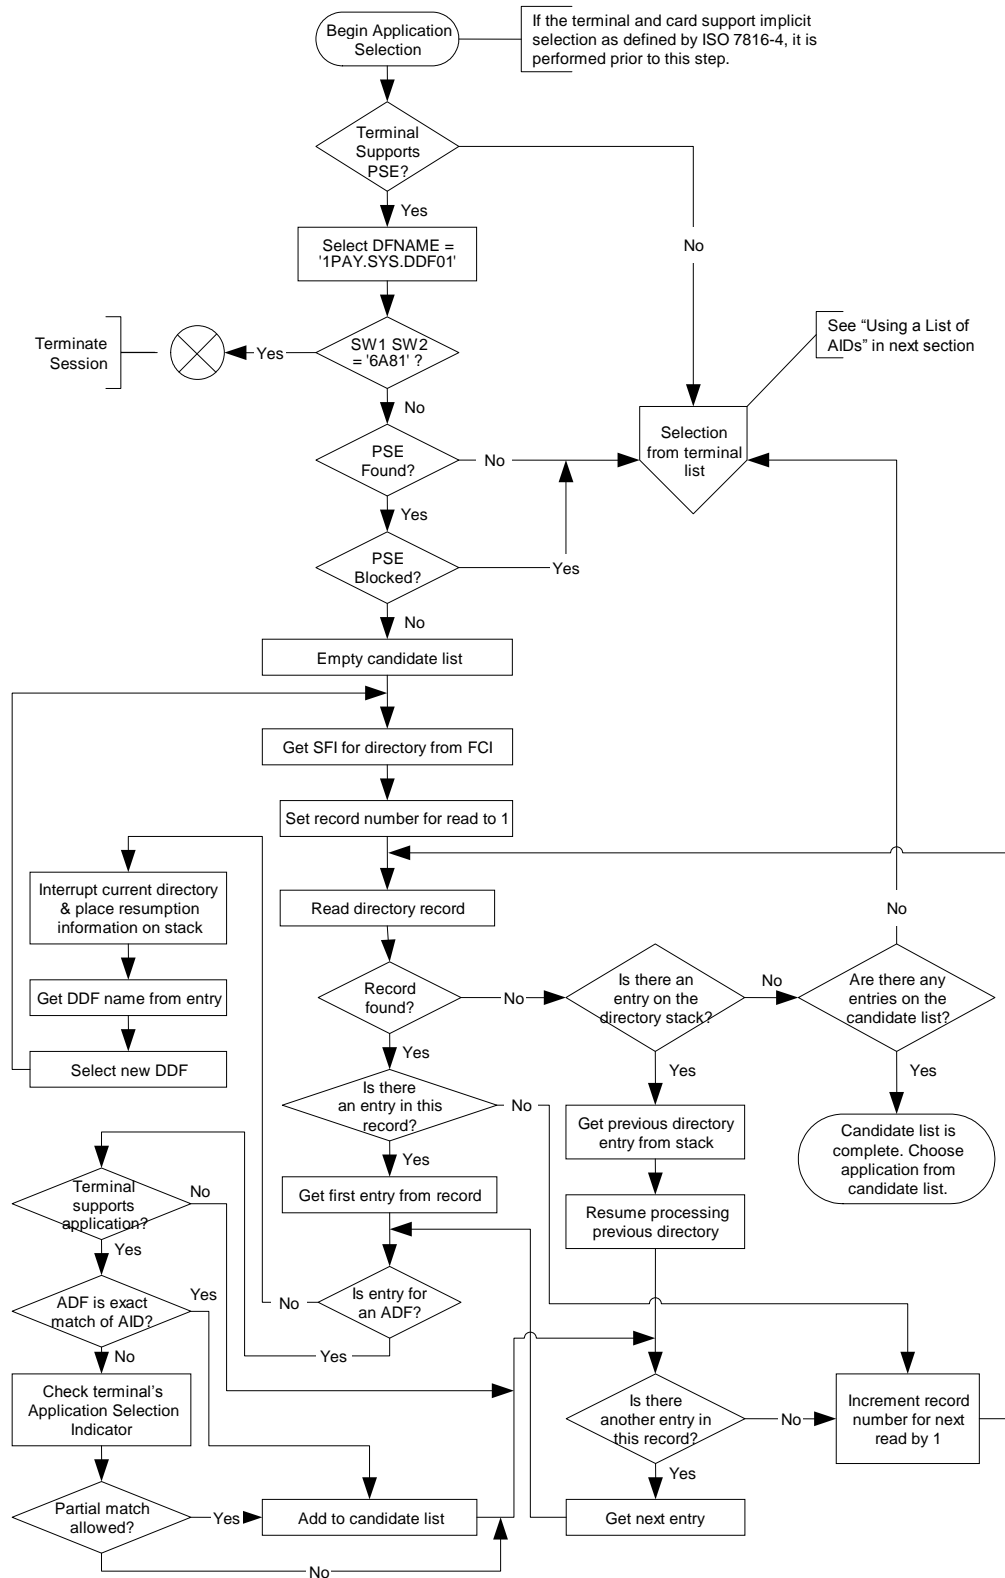 Begin Application
Selection
If the terminal and card support implicit
selection as defined by ISO 7816-4, it is
performed prior to this step.
Terminal
Supports
PSE?
Yes
No
Select DFNAME =
'1PAY.SYS.DDF01'
Terminate
Session
Yes
SW1 SW2
= '6A81' ?
See “Using a List of
AIDs” in next section
No
PSE
Found?
No
Selection
from terminal
list
Yes
PSE
Blocked?
Yes
No
Empty candidate list
Get SFI for directory from FCI
Set record number for read to 1
Interrupt current directory
& place resumption
information on stack
Read directory record
No
Get DDF name from entry
Record
found?
No
Is there an
entry on the
directory stack?
No
Are there any
entries on the
candidate list?
Select new DDF
Yes
Yes
Yes
Is there
an entry in this
record?
No
Get previous directory
entry from stack
Candidate list is
complete. Choose
application from
candidate list.
Yes
Terminal
supports
application?
No
Get first entry from record
Resume processing
previous directory
Yes
ADF is exact
match of AID?
Yes
No
Is entry for
an ADF?
Yes
No
Check terminal’s
Application Selection
Indicator
Is there
another entry in
this record?
No
Increment record
number for next
read by 1
Yes
Partial match
allowed?
Yes
Add to candidate list
Get next entry
No